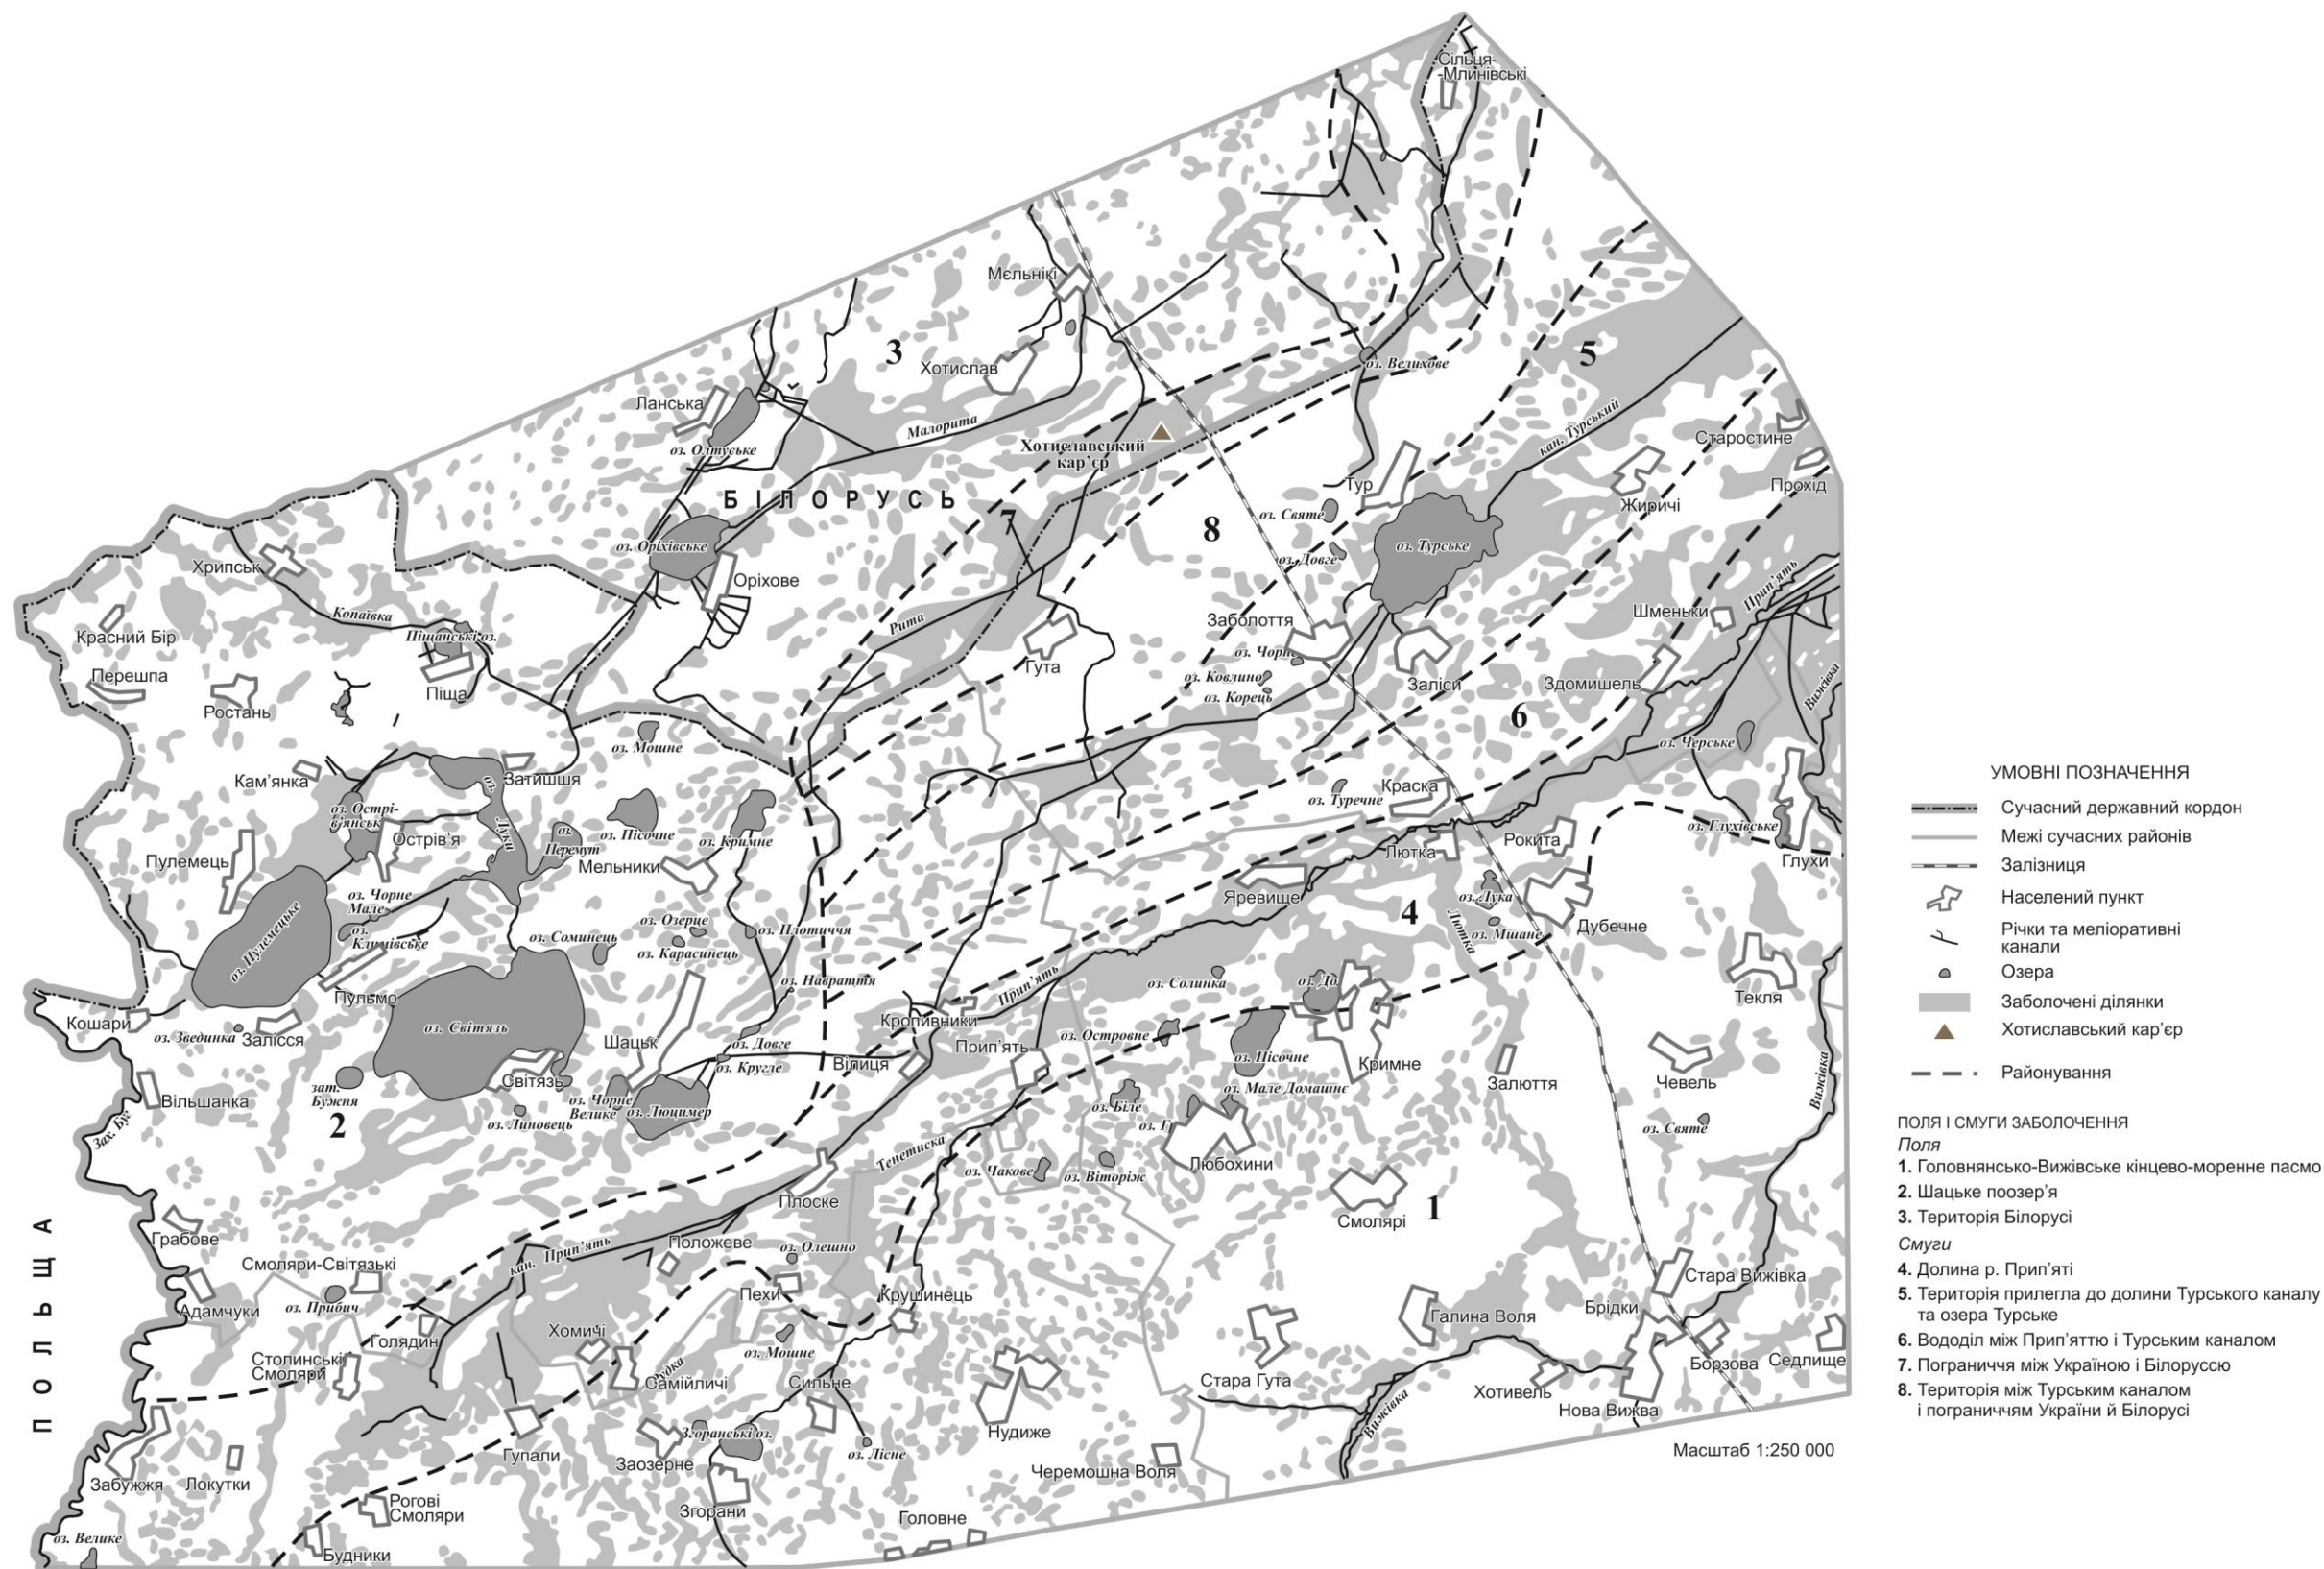 Сільця-
-Млинівські
Мєльнікі
3
5
Хотислав
оз. Велихове
Ланська
Малорита
кан. Турський
Старостине
оз. Олтуське
Хотиславський
кар'єр
БІЛОРУСЬ
Тур
Жиричі
Прохід
7
8
оз. Святе
оз. Оріхівське
оз. Турське
оз. Довге
Хрипськ
Оріхове
Копаївка
Рита
Заболоття
Шменьки
Прип'ять
Красний Бір
Піщанські оз.
Гута
Перешпа
оз. Ковлино
Заліси
Здомишель
Вижівка
Піща
оз. Корець
Ростань
6
оз. Мошне
оз. Черське
Кам'янка
Затишшя
оз. Туречне
Краска
оз. Острі-
в'янськ
оз.
Луки
оз. Пісочне
оз. Кримне
оз. Глухівське
Острів'я
оз.
Перемут
Рокита
Пулемець
Мельники
Лютка
Глухи
оз. Чорне
Мале
Яревище
оз. Лука
оз. Пулемецьке
оз.
Климівське
оз. Озерце
оз. Плотиччя
4
Лютка
Дубечне
оз. Соминець
оз. Карасинець
оз. Мшане
Пульмо
оз. Навраття
Прип'ять
оз. Солинка
Текля
Кошари
оз. Світязь
Кропивники
оз. Звединка
Залісся
Шацьк
оз. Довге
Прип'ять
оз. Островне
оз. Пісочне
Кримне
зат.
Бужня
Світязь
оз. Кругле
Вілиця
оз. Мале Домашнє
Залюття
Чевель
Вільшанка
оз. Чорне
Велике
оз. Люцимер
оз. Біле
Вижівка
Зах. Буг
2
оз. Линовець
оз. Святе
Тенетиска
оз. Чакове
оз. Віторіж
Любохини
Плоске
Смолярі
1
ПОЛЬЩА
Грабове
кан. Прип'ять
Положеве
оз. Олешно
Смоляри-Світязькі
Пехи
Крушинець
Стара Вижівка
Адамчуки
оз. Прибич
Голядин
Хомичі
Галина Воля
Брідки
Столинські
Смоляри
оз. Мошне
Самійличі
Сильне
Стара Гута
Хотивель
Борзова
Седлище
Нова Вижва
Вижівка
Згоранські оз.
Нудиже
Гупали
Заозерне
оз. Лісне
Черемошна Воля
Забужжя
Локутки
Рогові
Смоляри
Згорани
Головне
оз. Велике
Будники
Масштаб 1:250 000
УМОВНІ ПОЗНАЧЕННЯ
Сучасний державний кордон
Межі сучасних районів
Залізниця
Населений пункт
Річки та меліоративні
канали
Озера
Заболочені ділянки
Хотиславський кар'єр
Районування
ПОЛЯ І СМУГИ ЗАБОЛОЧЕННЯ
Поля
1. Головнянсько-Вижівське кінцево-моренне пасмо
2. Шацьке поозер'я
3. Територія Білорусі
Смуги
4. Долина р. Прип'яті
5. Територія прилегла до долини Турського каналу
та озера Турське
6. Вододіл між Прип'яттю і Турським каналом
7. Пограниччя між Україною і Білоруссю
8. Територія між Турським каналом
і пограниччям України й Білорусі